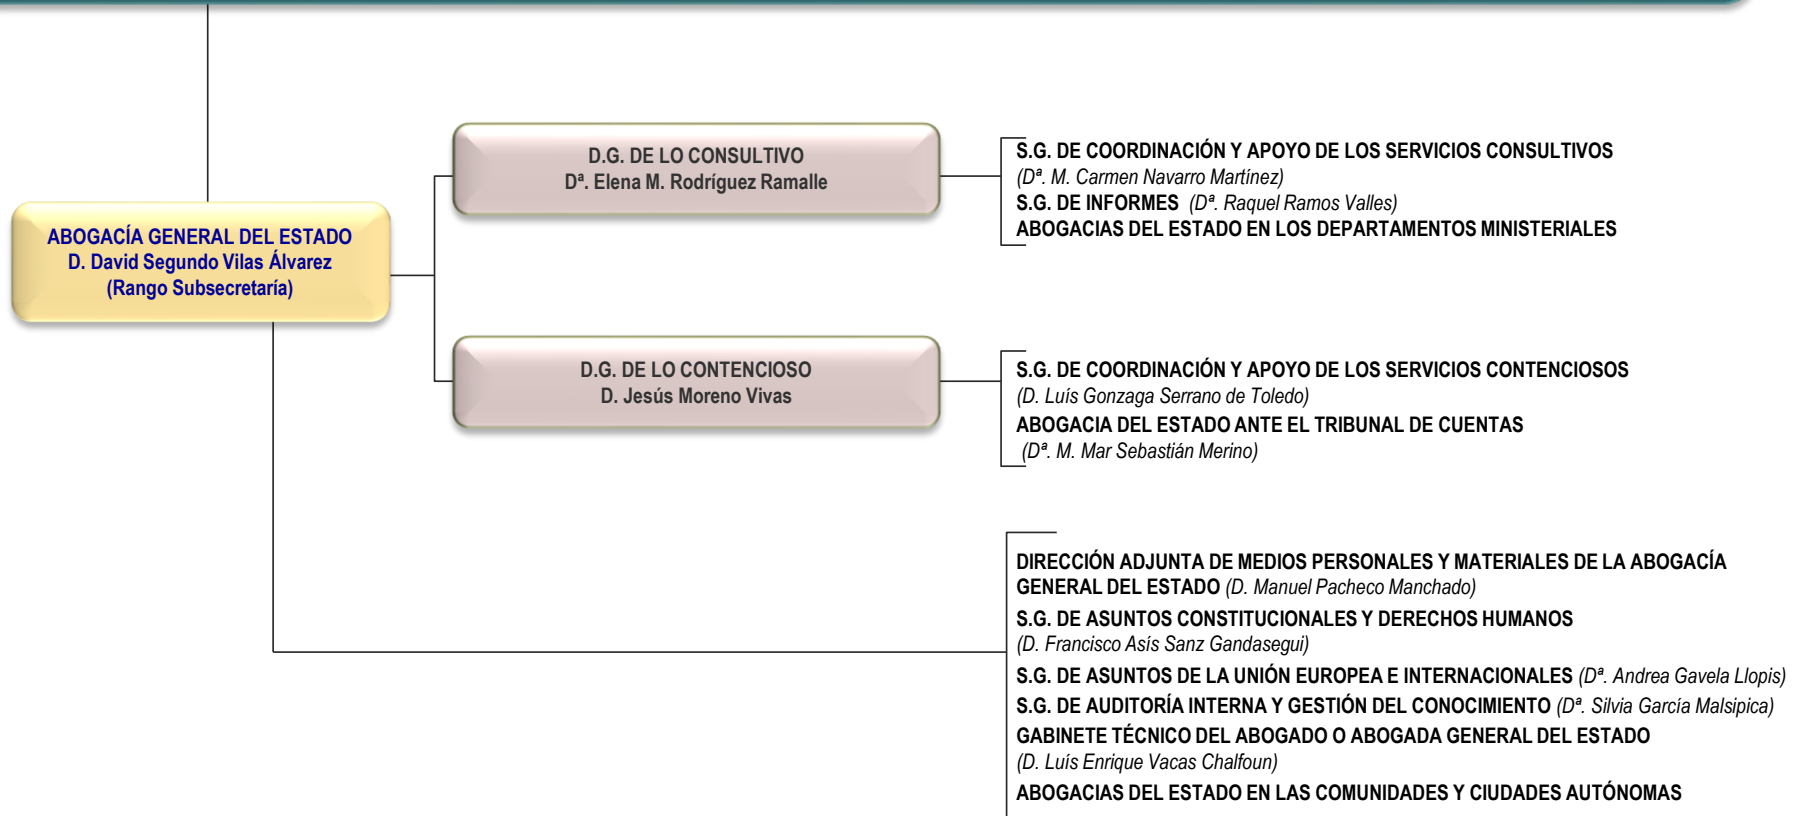 D.G. DE LO CONSULTIVO
Dª. Elena M. Rodríguez Ramalle
S.G. DE COORDINACIÓN Y APOYO DE LOS SERVICIOS CONSULTIVOS
(Dª. M. Carmen Navarro Martínez)
S.G. DE INFORMES (Dª. Raquel Ramos Valles)
ABOGACIAS DEL ESTADO EN LOS DEPARTAMENTOS MINISTERIALES
ABOGACÍA GENERAL DEL ESTADO
D. David Segundo Vilas Álvarez
(Rango Subsecretaría)
D.G. DE LO CONTENCIOSO
D. Jesús Moreno Vivas
S.G. DE COORDINACIÓN Y APOYO DE LOS SERVICIOS CONTENCIOSOS
(D. Luís Gonzaga Serrano de Toledo)
ABOGACIA DEL ESTADO ANTE EL TRIBUNAL DE CUENTAS
(Dª. M. Mar Sebastián Merino)
DIRECCIÓN ADJUNTA DE MEDIOS PERSONALES Y MATERIALES DE LA ABOGACÍA
GENERAL DEL ESTADO (D. Manuel Pacheco Manchado)
S.G. DE ASUNTOS CONSTITUCIONALES Y DERECHOS HUMANOS
(D. Francisco Asís Sanz Gandasegui)
S.G. DE ASUNTOS DE LA UNIÓN EUROPEA E INTERNACIONALES (Dª. Andrea Gavela Llopis)
S.G. DE AUDITORÍA INTERNA Y GESTIÓN DEL CONOCIMIENTO (Dª. Silvia García Malsipica)
GABINETE TÉCNICO DEL ABOGADO O ABOGADA GENERAL DEL ESTADO
(D. Luís Enrique Vacas Chalfoun)
ABOGACIAS DEL ESTADO EN LAS COMUNIDADES Y CIUDADES AUTÓNOMAS